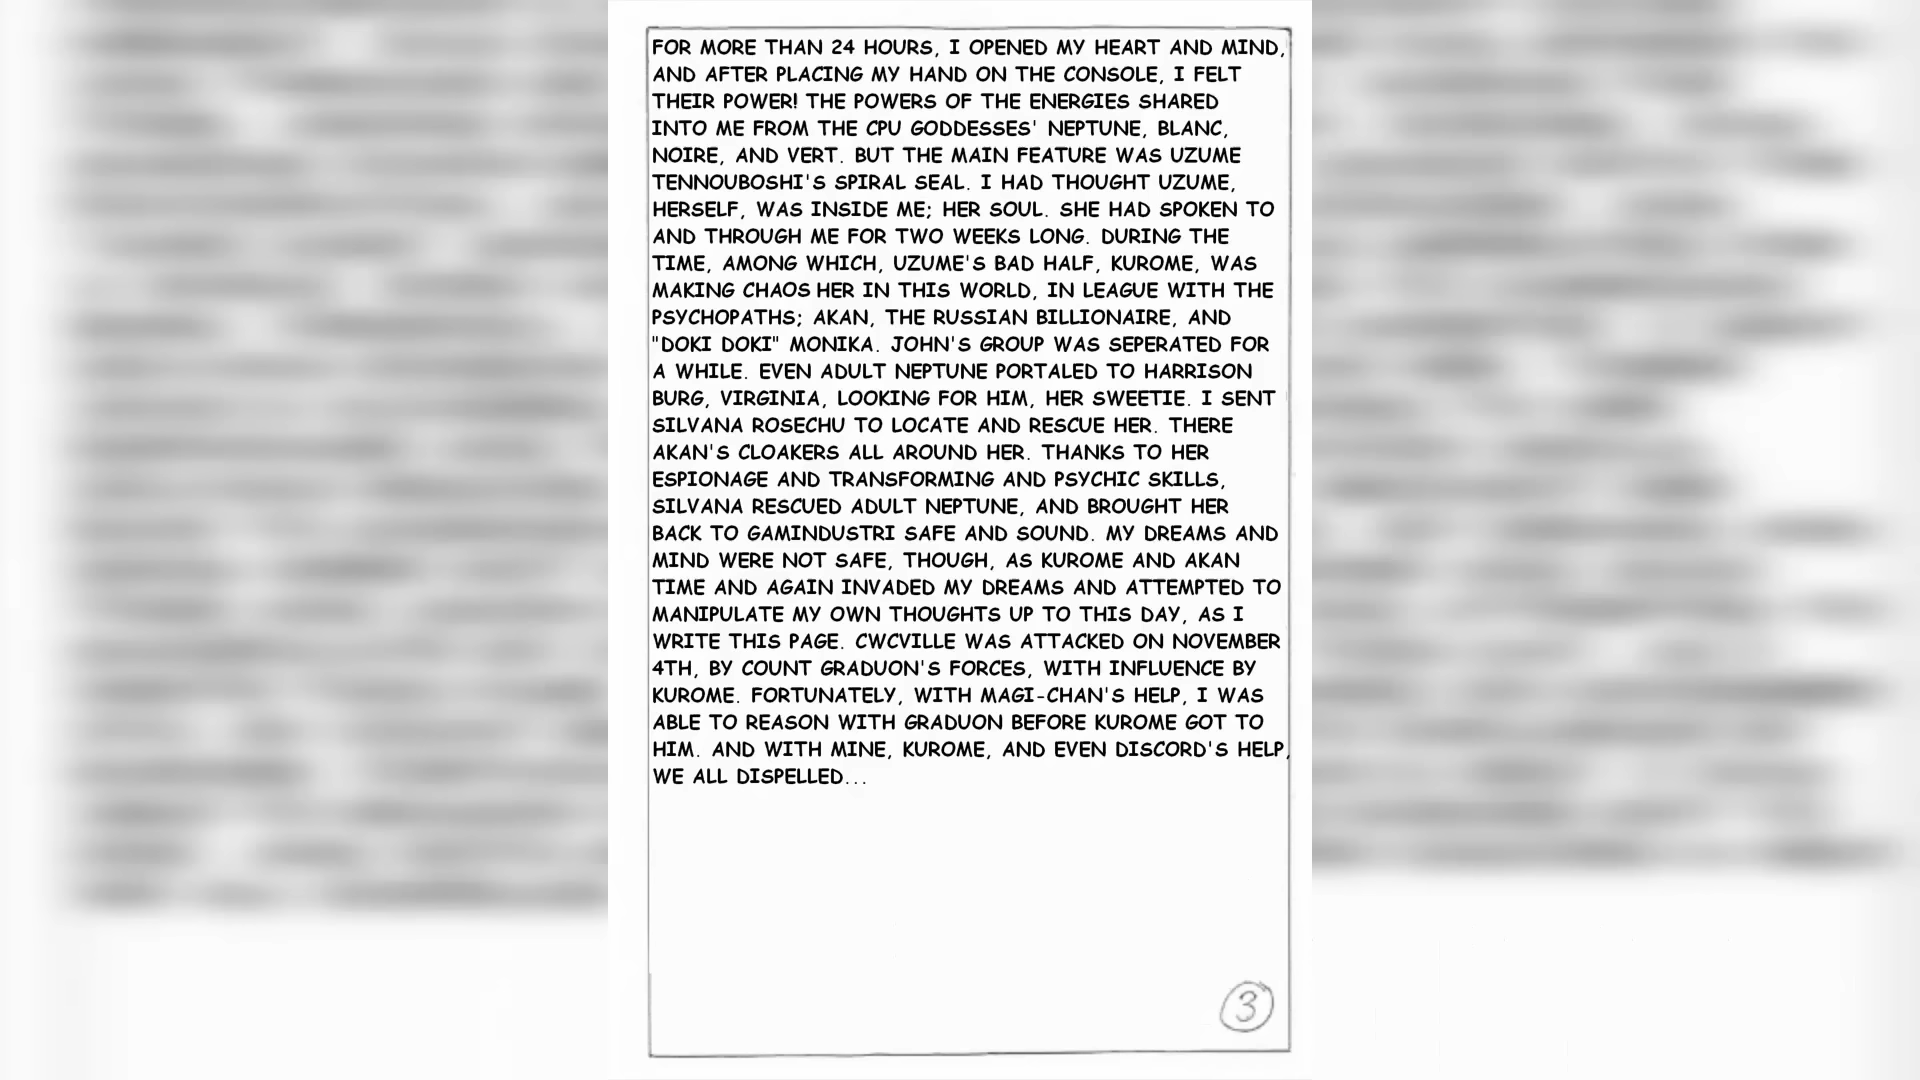 FOR MORE THAN 24 HOURS, I OPENED MY HEART AND MIND,
AND AFTER PLACING MY HAND ON THE CONSOLE, I FELT
THEIR POWER! THE POWERS OF THE ENERGIES SHARED
INTO ME FROM THE CPU GODDESSES' NEPTUNE, BLANC,
NOIRE, AND VERT. BUT THE MAIN FEATURE WAS UZUME
TENNOUBOSHI'S SPIRAL SEAL. I HAD THOUGHT UZUME,
HERSELF, WAS INSIDE ME; HER SOUL. SHE HAD SPOKEN TO
AND THROUGH ME FOR TWO WEEKS LONG. DURING THE
TIME, AMONG WHICH, UZUME'S BAD HALF, KUROME, WAS
MAKING CHAOS HER IN THIS WORLD, IN LEAGUE WITH THE
PSYCHOPATHS; AKAN, THE RUSSIAN BILLIONAIRE, AND
"DOKI DOKI" MONIKA. JOHN'S GROUP WAS SEPERATED FOR
A WHILE. EVEN ADULT NEPTUNE PORTALED TO HARRISON
BURG, VIRGINIA, LOOKING FOR HIM, HER SWEETIE. I SENT
SILVANA ROSECHU TO LOCATE AND RESCUE HER. THERE
AKAN'S CLOAKERS ALL AROUND HER. THANKS TO HER
ESPIONAGE AND TRANSFORMING AND PSYCHIC SKILLS,
SILVANA RESCUED ADULT NEPTUNE, AND BROUGHT HER
BACK TO GAMINDUSTRI SAFE AND SOUND. MY DREAMS AND
MIND WERE NOT SAFE, THOUGH, AS KUROME AND AKAN
TIME AND AGAIN INVADED MY DREAMS AND ATTEMPTED TO
MANIPULATE MY OWN THOUGHTS UP TO THIS DAY, AS I
WRITE THIS PAGE. CWCVILLE WAS ATTACKED ON NOVEMBER
4TH, BY COUNT GRADUON'S FORCES, WITH INFLUENCE BY
KUROME. FORTUNATELY, WITH MAGI-CHAN'S HELP, I WAS
ABLE TO REASON WITH GRADUON BEFORE KUROME GOT TO
HIM. AND WITH MINE, KUROME, AND EVEN DISCORD'S HELP,
WE ALL DISPELLED...
3